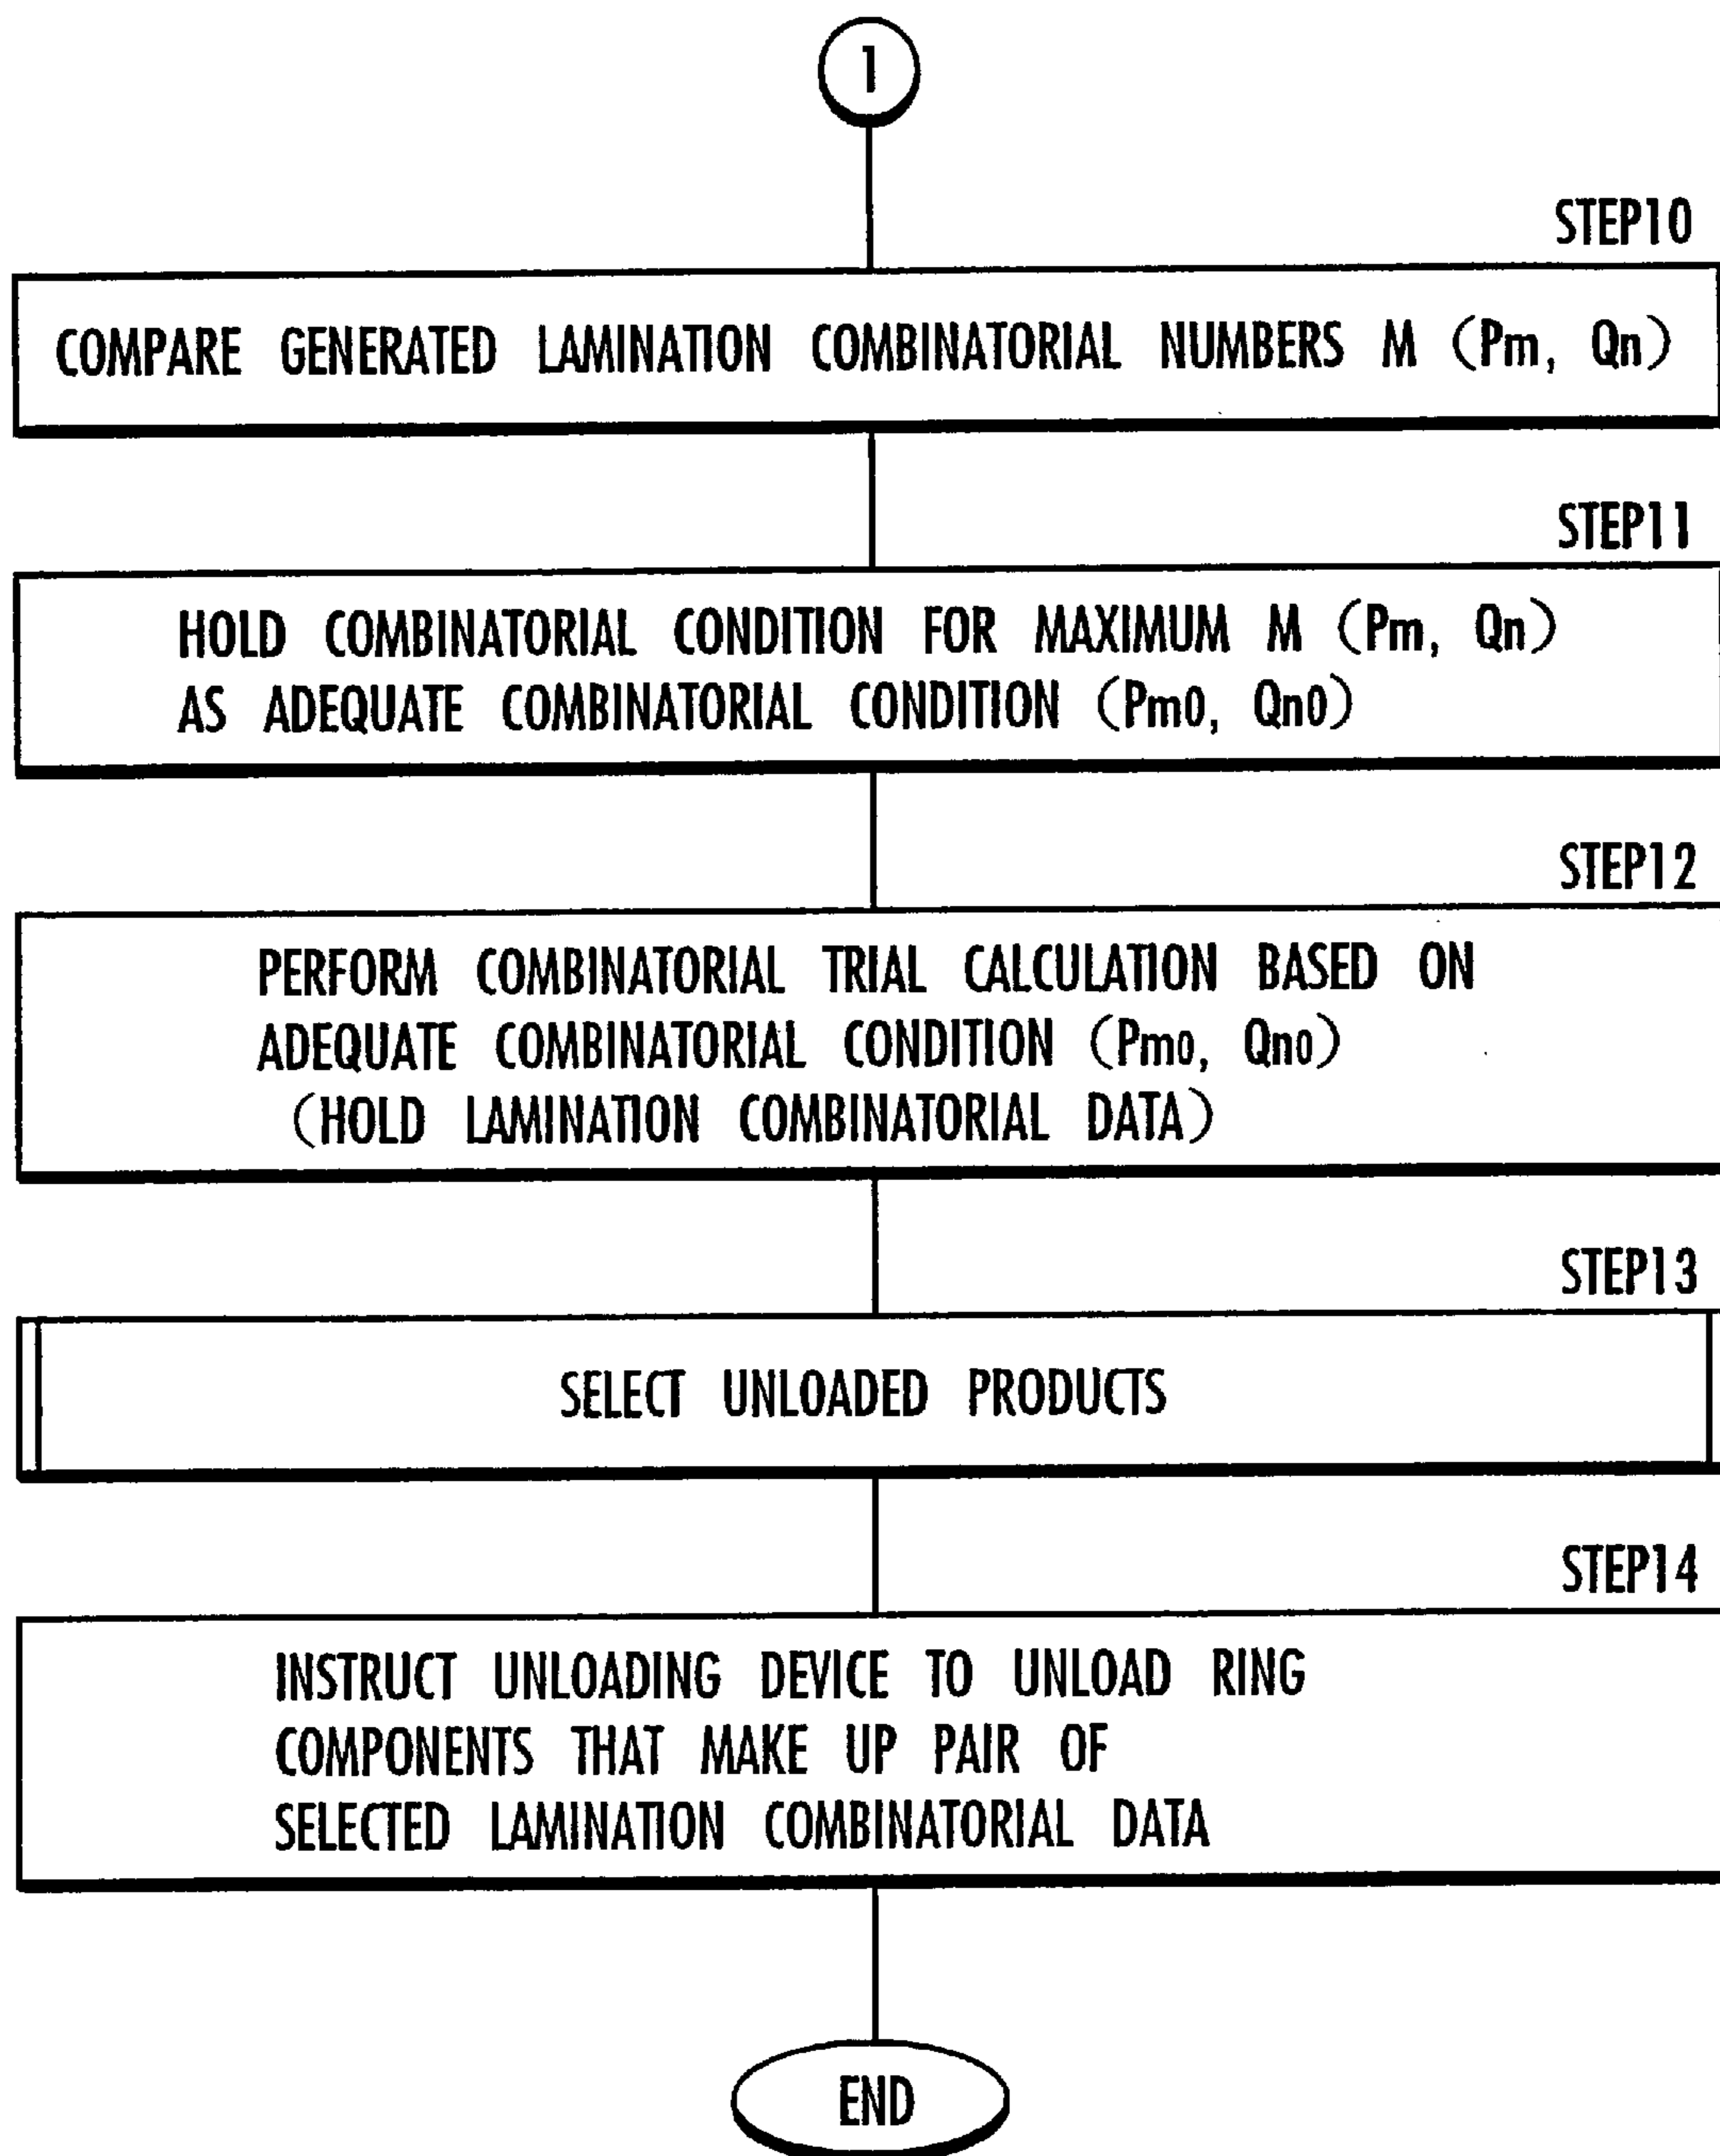 1
STEP10
COMPARE GENERATED LAMINATION COMBINATORIAL NUMBERS M (Pm, Qn)
STEP11
HOLD COMBINATORIAL CONDITION FOR MAXIMUM M (Pm, Qn)
AS ADEQUATE COMBINATORIAL CONDITION (Pm0, Qn0)
STEP12
PERFORM COMBINATORIAL TRIAL CALCULATION BASED ON
ADEQUATE COMBINATORIAL CONDITION (Pm0, Qn0)
(HOLD LAMINATION COMBINATORIAL DATA)
STEP13
SELECT UNLOADED PRODUCTS
STEP14
INSTRUCT UNLOADING DEVICE TO UNLOAD RING
COMPONENTS THAT MAKE UP PAIR OF
SELECTED LAMINATION COMBINATORIAL DATA
END